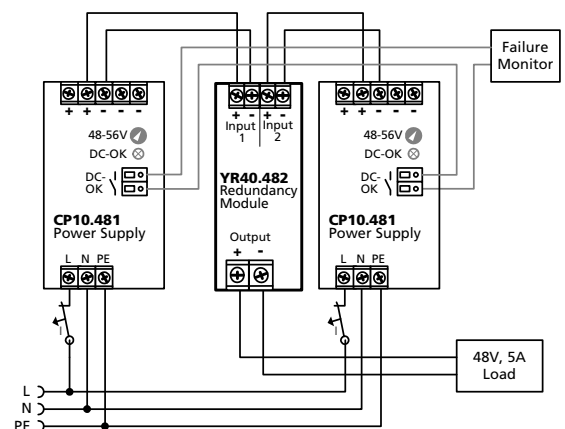 Failure
Monitor
+ + - - -
48-56V
DC-OK
DC-
OK
CP10.481
Power Supply
L N PE
+ - + -
Input Input
1 2
YR40.482
Redundancy
Module
Output
+ -
+ + - - -
48-56V
DC-OK
DC-
OK
CP10.481
Power Supply
L N PE
I
I
48V, 5A
Load
L
N
PE